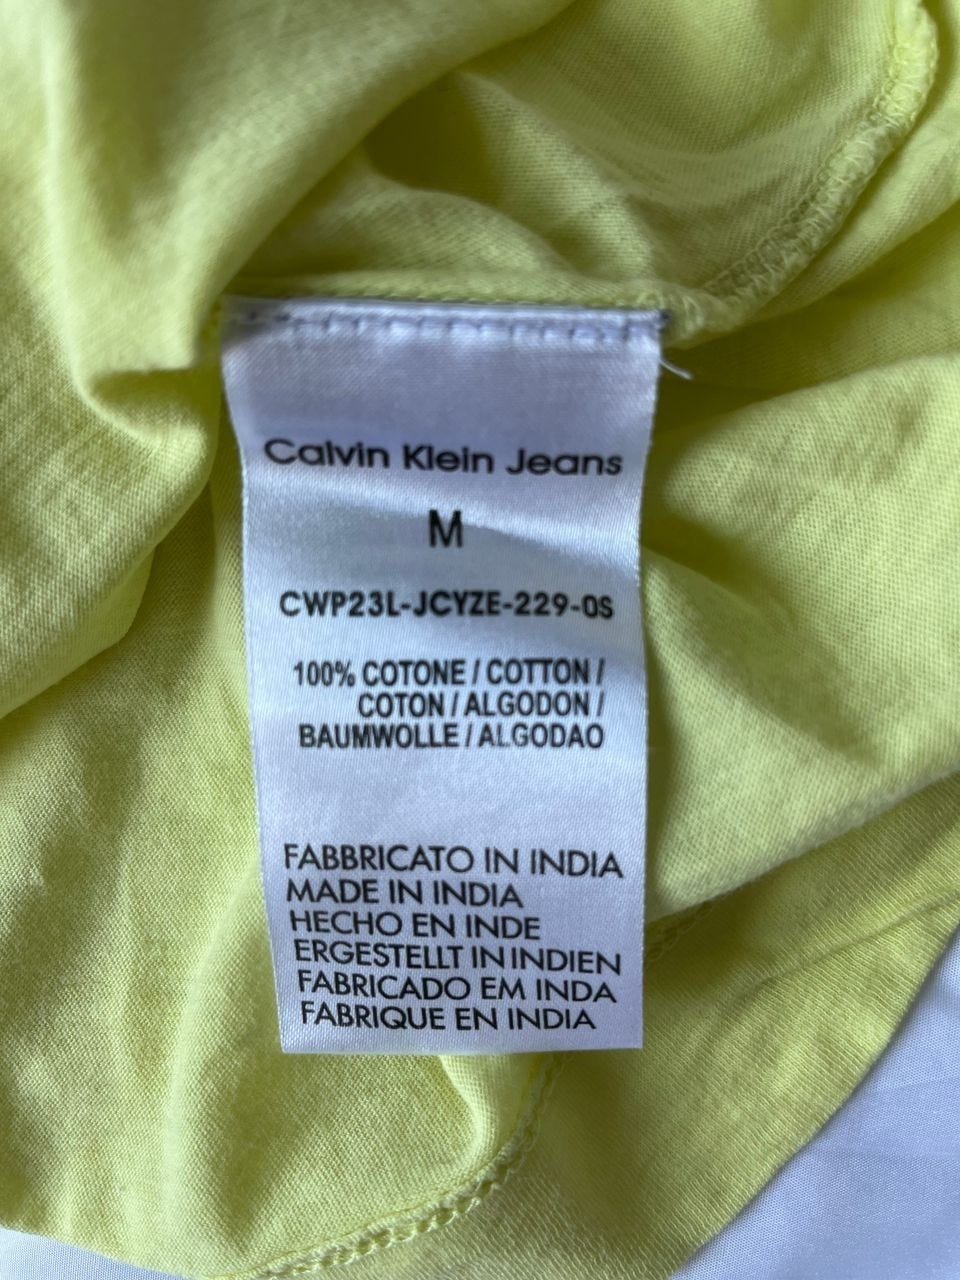 Calvin Klein Jeans
M
CWP23L-JCYZE-229-0S
100% COTONE / COTTON /
COTON / ALGODON /
BAUMWOLLE / ALGODAO
FABBRICATO IN INDIA
MADE IN INDIA
HECHO EN INDE
ERGESTELLT IN INDIEN
FABRICADO EM INDA
FABRIQUE EN INDIA